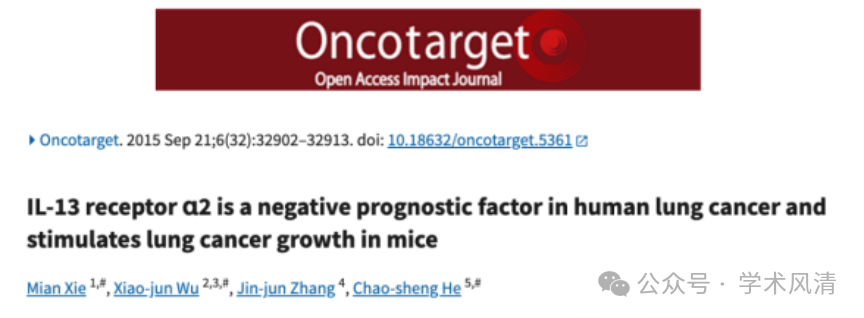 Oncotarget
Open Access Impact Journal
Oncotarget. 2015 Sep 21;6(32):32902–32913. doi: 10.18632/oncotarget.5361
IL-13 receptor α2 is a negative prognostic factor in human lung cancer and
stimulates lung cancer growth in mice
Mian Xie 1,#, Xiao-jun Wu 2,3,#, Jin-jun Zhang 4, Chao-sheng He 5,#
公众号 · 学术风清